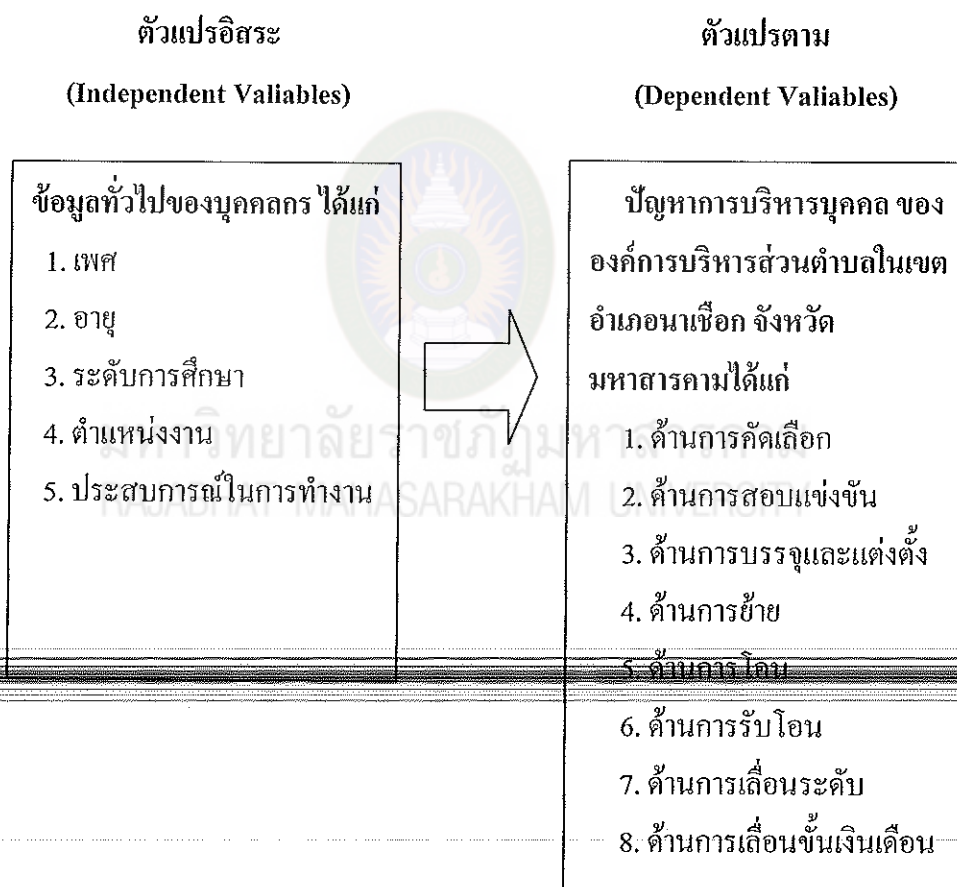 ตัวแปรอิสระ
(Independent Valiables)
ข้อมูลทั่วไปของบุคคลกร ได้แก่
1. เพศ
2. อายุ
3. ระดับการศึกษา
4. ตำแหน่งงาน
5. ประสบการณ์ในการทำงาน
ตัวแปรตาม
(Dependent Valiables)
ปัญหาการบริหารบุคคล ของ
องค์การบริหารส่วนตำบลในเขต
อำเภอนาเชือก จังหวัด
มหาสารคามได้แก่
1. ด้านการคัดเลือก
2. ด้านการสอบแข่งขัน
3. ด้านการบรรจุและแต่งตั้ง
4. ด้านการย้าย
5. ด้านการโอน
6. ด้านการรับโอน
7. ด้านการเลื่อนระดับ
8. ด้านการเลื่อนขั้นเงินเดือน
มหาวิทยาลัยราชภัฏมหาสารคาม
RAJABHAT MAHASARAKHAM UNIVERSITY